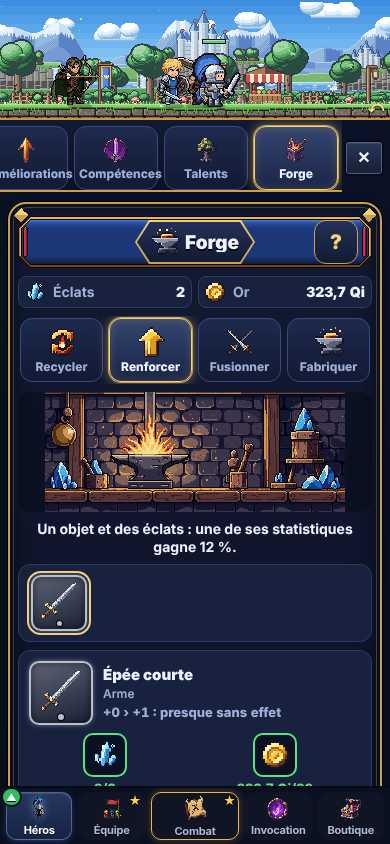 Compétences
Talents
Forge
×
Forge
?
Éclats
2
Or
323,7 Qi
Recycler
Renforcer
Fusionner
Fabriquer
Un objet et des éclats : une de ses statistiques
gagne 12 %.
Épée courte
Arme
+0 › +1 : presque sans effet
Héros
Équipe
Combat
Invocation
Boutique